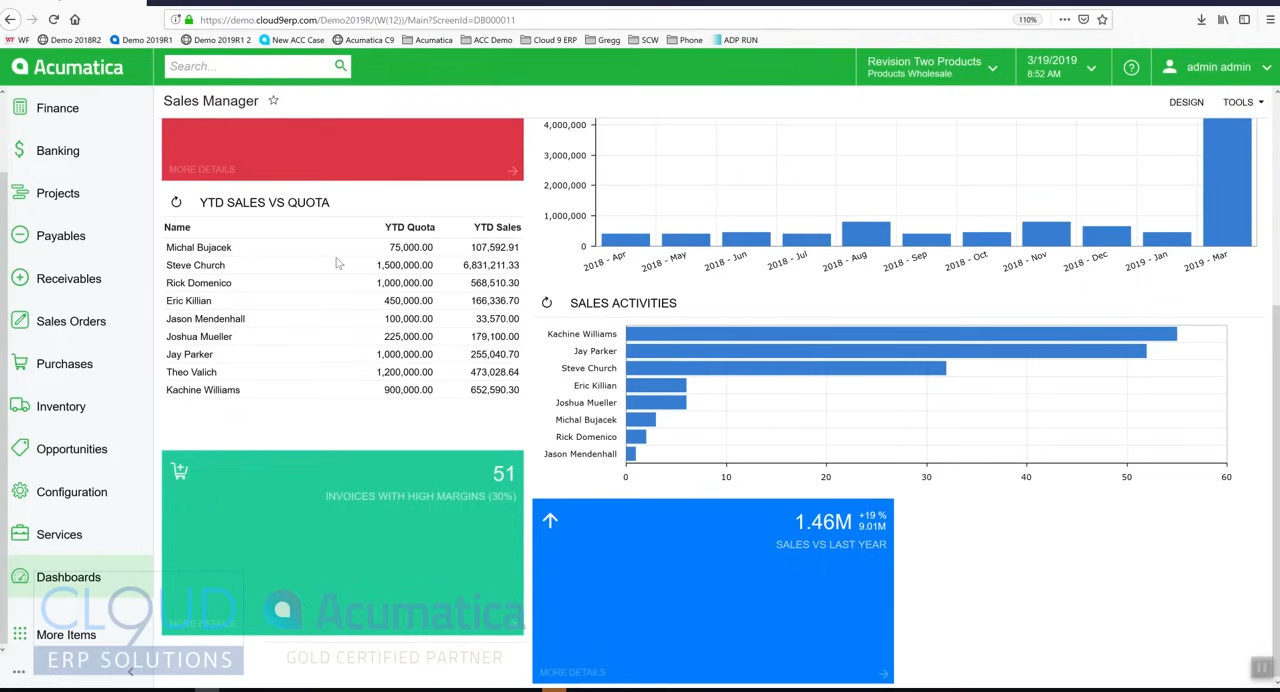 https://demo.cloud9erp.com/Demo2019R/(W(12))/Main?ScreenId=DB000011
110%
WF Demo 2018R2 Demo 2019R1 Demo 2019R1 2 New ACC Case Acumatica C9 Acumatica ACC Demo Cloud 9 ERP Gregg SCW Phone ADP RUN
Acumatica
Search...
Revision Two Products
Products Wholesale
3/19/2019
8:52 AM
admin admin
Finance
Banking
Projects
Payables
Receivables
Sales Orders
Purchases
Inventory
Opportunities
Configuration
Services
Dashboards
More Items
Sales Manager
DESIGN TOOLS
MORE DETAILS
YTD SALES VS QUOTA
Name YTD Quota YTD Sales
Michal Bujacek 75,000.00 107,592.91
Steve Church 1,500,000.00 6,831,211.33
Rick Domenico 1,000,000.00 568,510.30
Eric Killian 450,000.00 166,336.70
Jason Mendenhall 100,000.00 33,570.00
Joshua Mueller 225,000.00 179,100.00
Jay Parker 1,000,000.00 255,040.70
Theo Valich 1,200,000.00 473,028.64
Kachine Williams 900,000.00 652,590.30
51
INVOICES WITH HIGH MARGINS (30%)
MORE DETAILS
4,000,000
3,000,000
2,000,000
1,000,000
0
2018 - Apr 2018 - May 2018 - Jun 2018 - Jul 2018 - Aug 2018 - Sep 2018 - Oct 2018 - Nov 2018 - Dec 2019 - Jan 2019 - Mar
SALES ACTIVITIES
Kachine Williams
Jay Parker
Steve Church
Eric Killian
Joshua Mueller
Michal Bujacek
Rick Domenico
Jason Mendenhall
0 10 20 30 40 50 60
1.46M +19 %
9.01M
SALES VS LAST YEAR
MORE DETAILS
CLOUD 9
ERP SOLUTIONS
Acumatica
GOLD CERTIFIED PARTNER